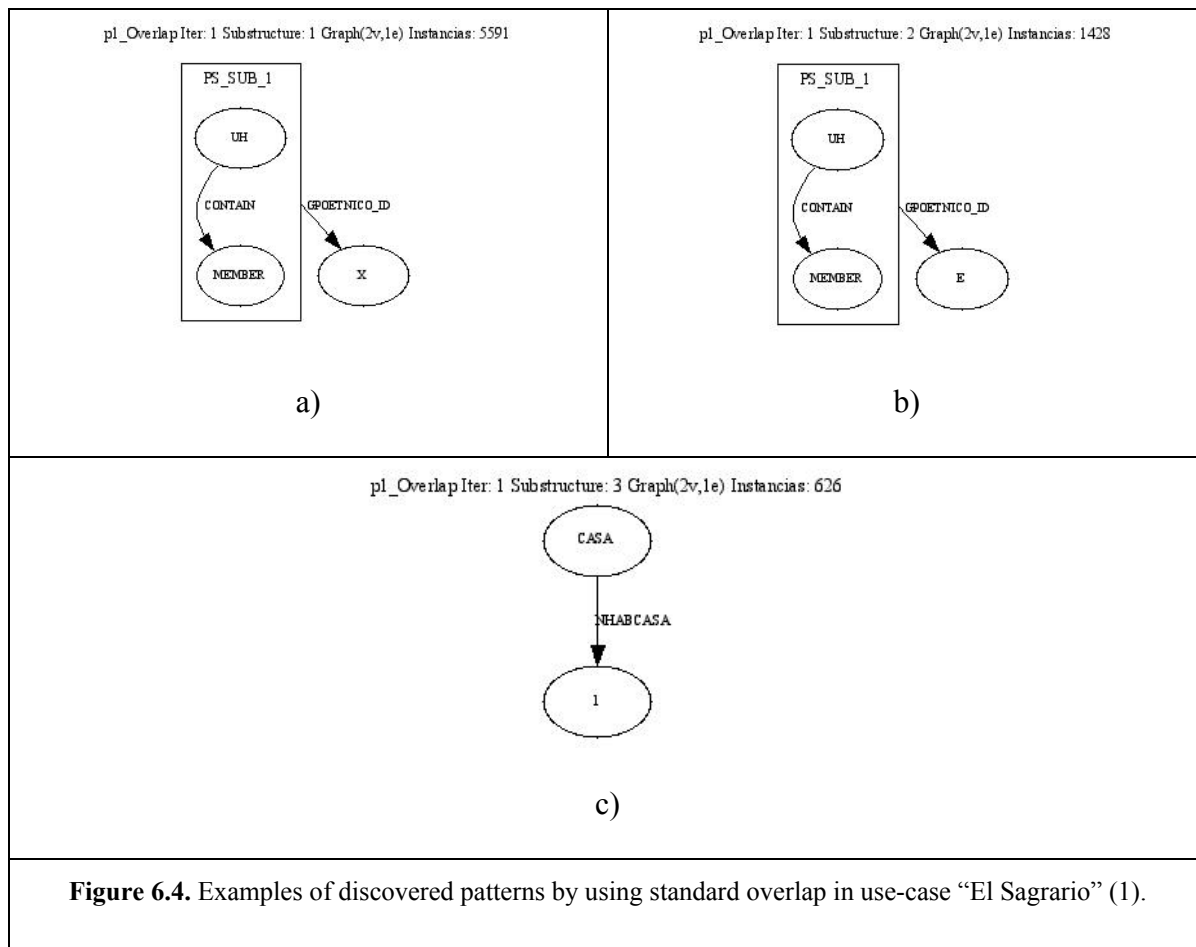 p1_Overlap Iter: 1 Substructure: 1 Graph(2v,1e) Instancias: 5591
PS_SUB_1
UH
CONTAIN
GPOETNICO_ID
MEMBER
X
a)
p1_Overlap Iter: 1 Substructure: 2 Graph(2v,1e) Instancias: 1428
PS_SUB_1
UH
CONTAIN
GPOETNICO_ID
MEMBER
E
b)
p1_Overlap Iter: 1 Substructure: 3 Graph(2v,1e) Instancias: 626
CASA
NHABCASA
1
c)
Figure 6.4. Examples of discovered patterns by using standard overlap in use-case “El Sagrario” (1).